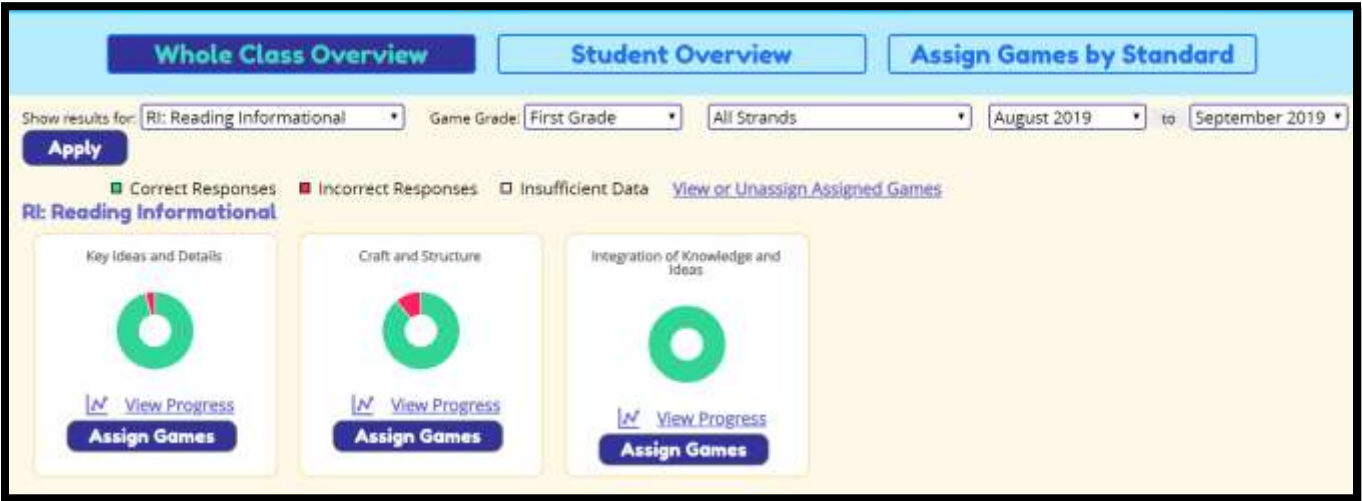 Whole Class Overview Student Overview Assign Games by Standard
Show results for: RI: Reading Informational Game Grade: First Grade All Strands August 2019 to September 2019
Apply
Correct Responses Incorrect Responses Insufficient Data View or Unassign Assigned Games
RI: Reading Informational
Key Ideas and Details
View Progress
Assign Games
Craft and Structure
View Progress
Assign Games
Integration of Knowledge and
Ideas
View Progress
Assign Games